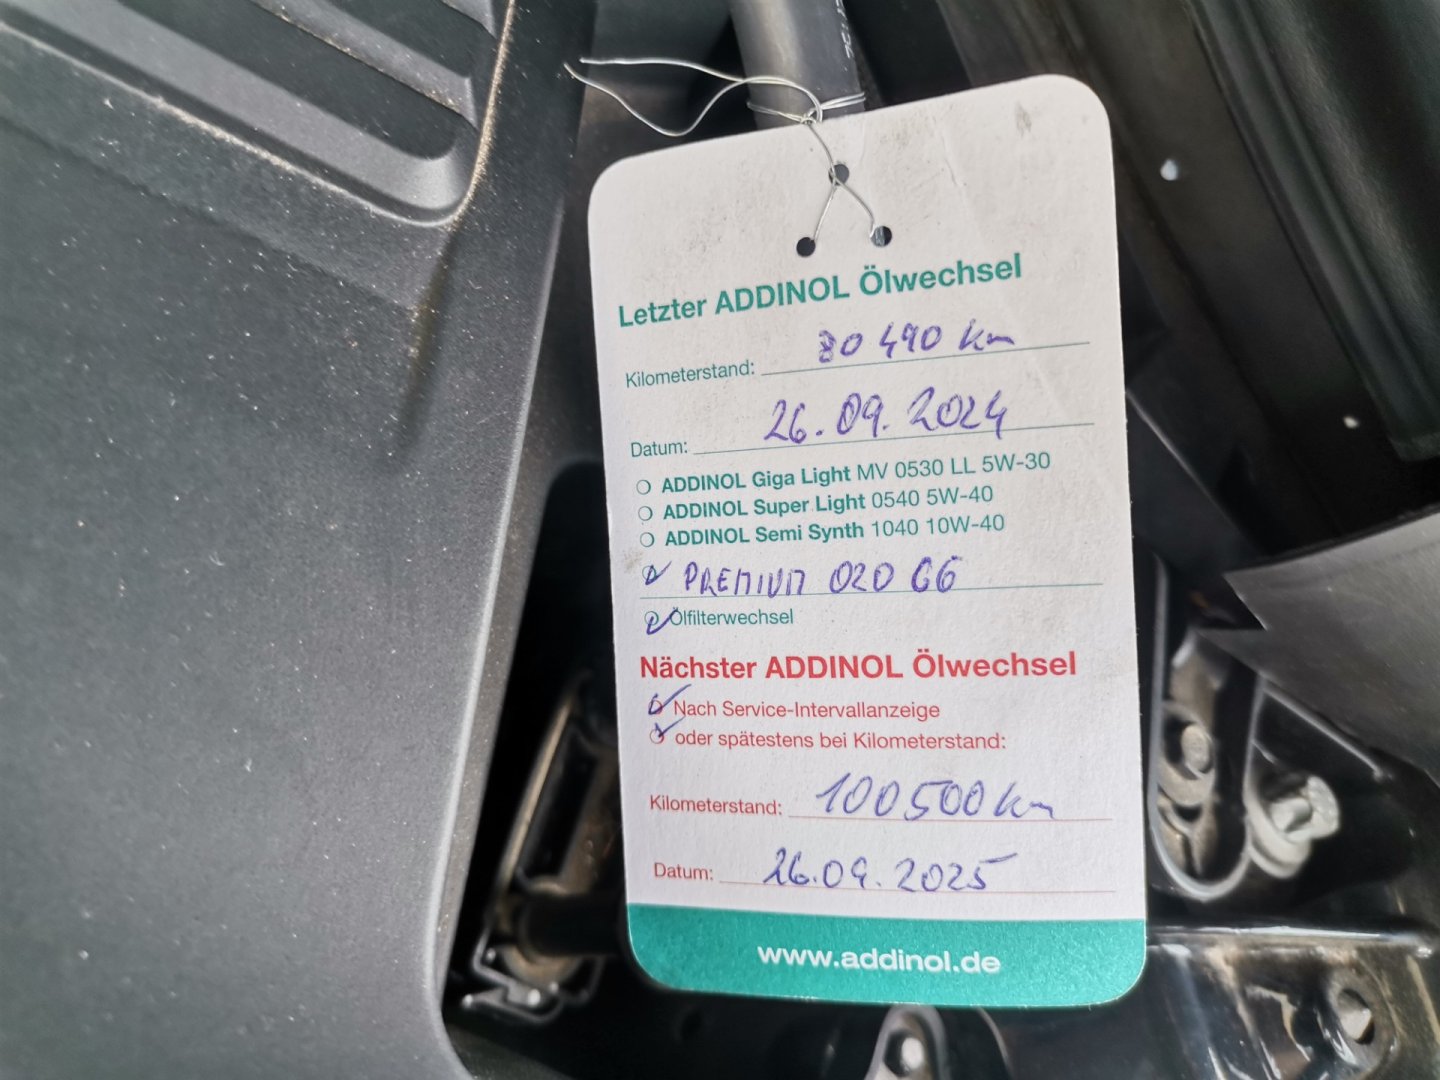 Letzter ADDINOL Ölwechsel
Kilometerstand: 80 490 km
Datum: 26.09.2024
ADDINOL Giga Light MV 0530 LL 5W-30
ADDINOL Super Light 0540 5W-40
ADDINOL Semi Synth 1040 10W-40
PREMIUM 020 C6
Ölfilterwechsel
Nächster ADDINOL Ölwechsel
Nach Service-Intervallanzeige
oder spätestens bei Kilometerstand:
Kilometerstand: 100500 km
Datum: 26.09.2025
www.addinol.de